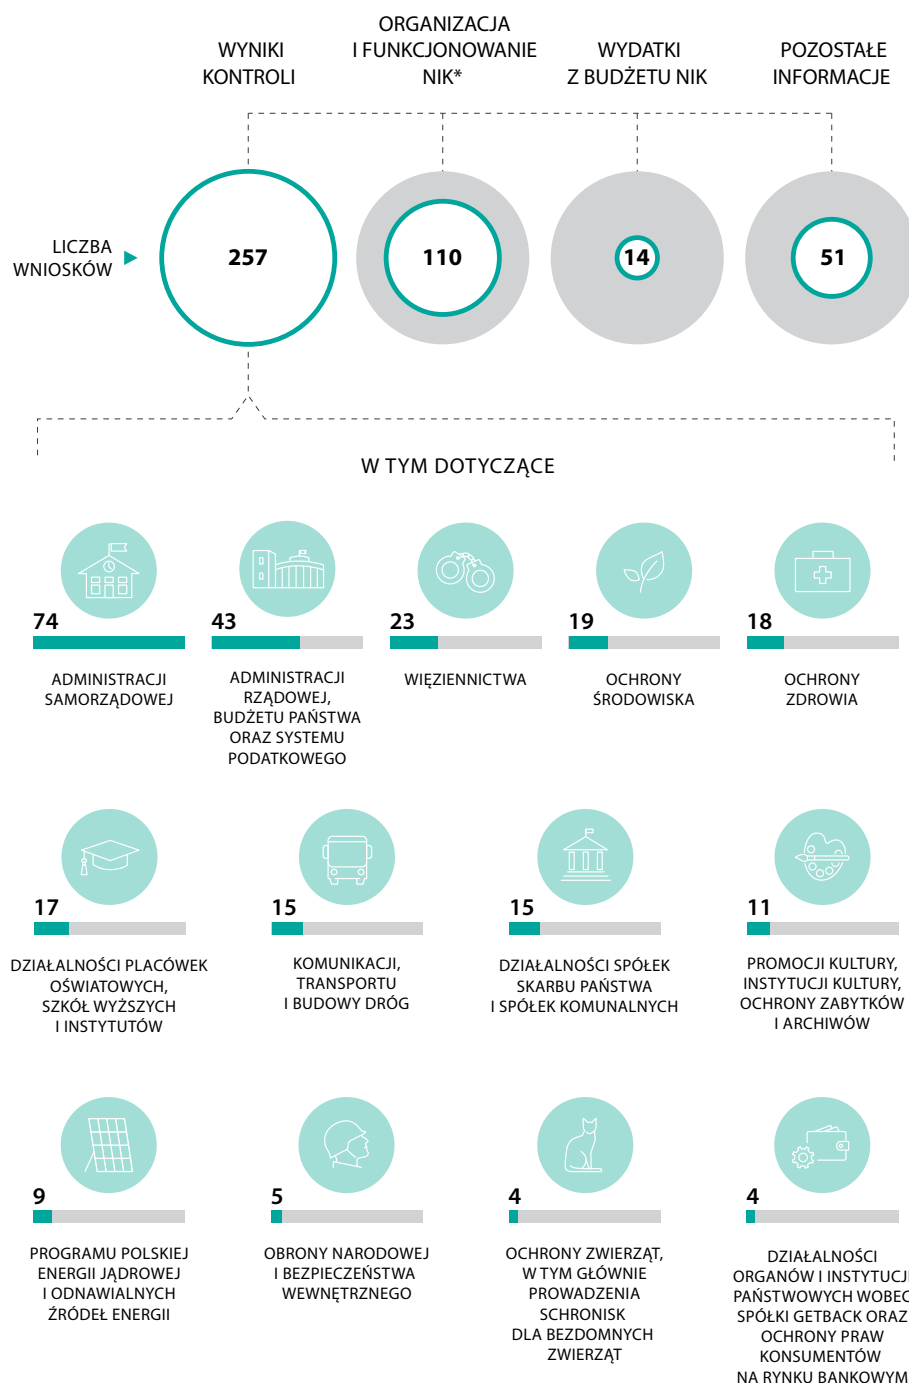 WYNIKI
KONTROLI
ORGANIZACJA
I FUNKCJONOWANIE
NIK*
WYDATKI
Z BUDŻETU NIK
POZOSTAŁE
INFORMACJE
LICZBA
WNIOSKÓW
257
110
14
51
W TYM DOTYCZĄCE
74
ADMINISTRACJI
SAMORZĄDOWEJ
43
ADMINISTRACJI
RZĄDOWEJ,
BUDŻETU PAŃSTWA
ORAZ SYSTEMU
PODATKOWEGO
23
WIĘZIENNICTWA
19
OCHRONY
ŚRODOWISKA
18
OCHRONY
ZDROWIA
17
DZIAŁALNOŚCI PLACÓWEK
OŚWIATOWYCH,
SZKÓŁ WYŻSZYCH
I INSTYTUTÓW
15
KOMUNIKACJI,
TRANSPORTU
I BUDOWY DRÓG
15
DZIAŁALNOŚCI SPÓŁEK
SKARBU PAŃSTWA
I SPÓŁEK KOMUNALNYCH
11
PROMOCJI KULTURY,
INSTYTUCJI KULTURY,
OCHRONY ZABYTKÓW
I ARCHIWÓW
9
PROGRAMU POLSKIEJ
ENERGII JĄDROWEJ
I ODNAWIALNYCH
ŹRÓDEŁ ENERGII
5
OBRONY NARODOWEJ
I BEZPIECZEŃSTWA
WEWNĘTRZNEGO
4
OCHRONY ZWIERZĄT,
W TYM GŁÓWNIE
PROWADZENIA
SCHRONISK
DLA BEZDOMNYCH
ZWIERZĄT
4
DZIAŁALNOŚCI
ORGANÓW I INSTYTUCJI
PAŃSTWOWYCH WOBEC
SPÓŁKI GETBACK ORAZ
OCHRONY PRAW
KONSUMENTÓW
NA RYNKU BANKOWYM